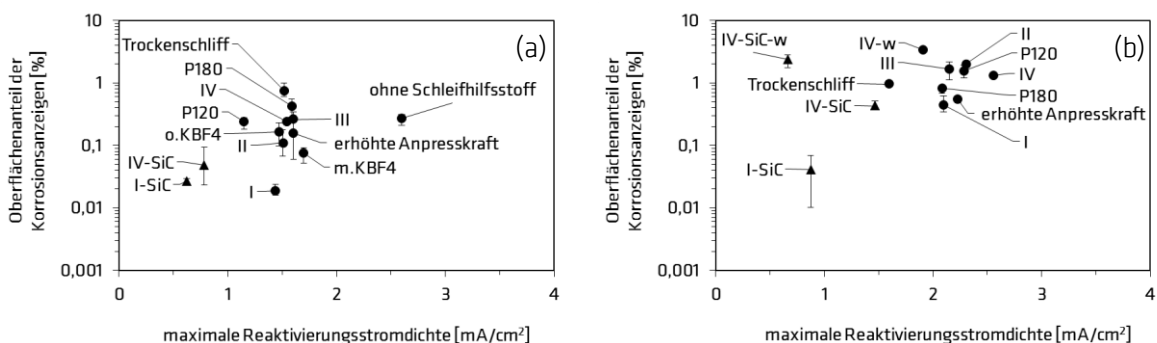 Oberflächenanteil der
Korrosionsanzeigen [%]
10
1
0,1
0,01
0,001
0
1
2
3
4
maximale Reaktivierungsstromdichte [mA/cm²]
(a)
Trockenschliff
P180
IV
P120
o.KBF4
II
IV-SiC
I-SiC
I
ohne Schleifhilfsstoff
III
erhöhte Anpresskraft
m.KBF4
Oberflächenanteil der
Korrosionsanzeigen [%]
10
1
0,1
0,01
0,001
0
1
2
3
4
maximale Reaktivierungsstromdichte [mA/cm²]
(b)
IV-SiC-w
IV-w
III
Trockenschliff
IV-SiC
I-SiC
II
P120
IV
P180
erhöhte Anpresskraft
I